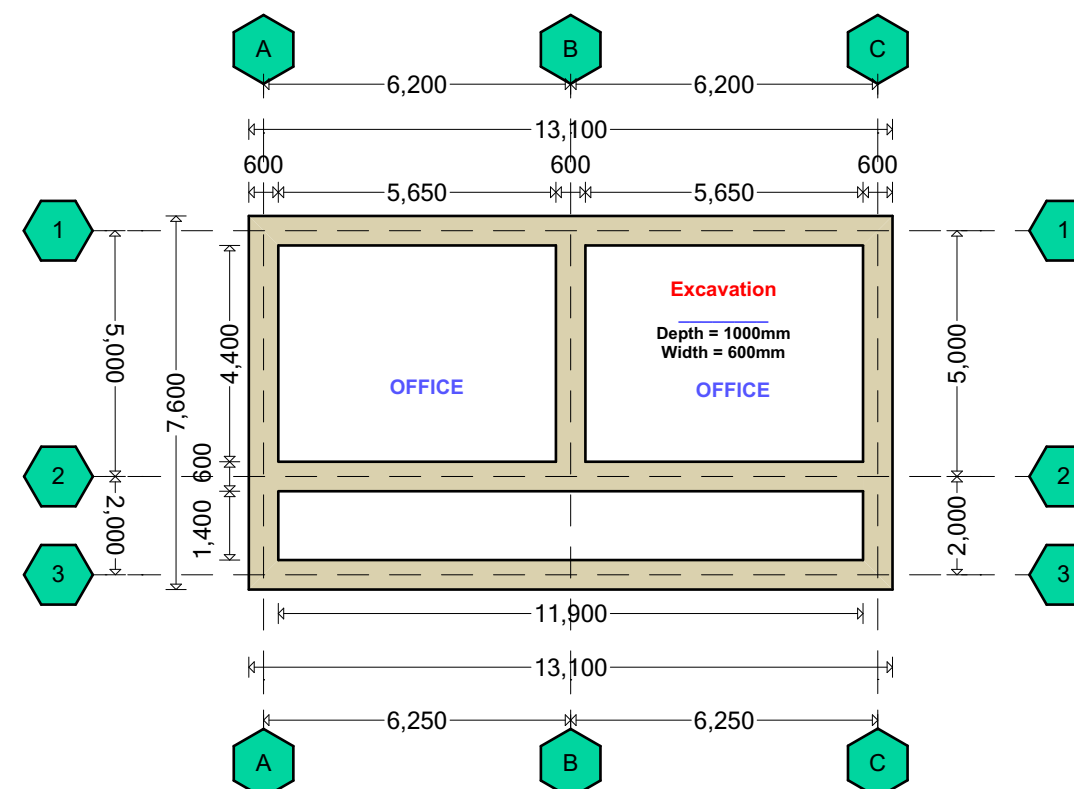 A B C
6,200 6,200
13,100
600 600 600
5,650 5,650
1 1
5,000 7,600 4,400 5,000
Excavation
Depth = 1000mm
Width = 600mm
OFFICE OFFICE
600
2 2
2,000 1,400 2,000
3 3
11,900
13,100
6,250 6,250
A B C